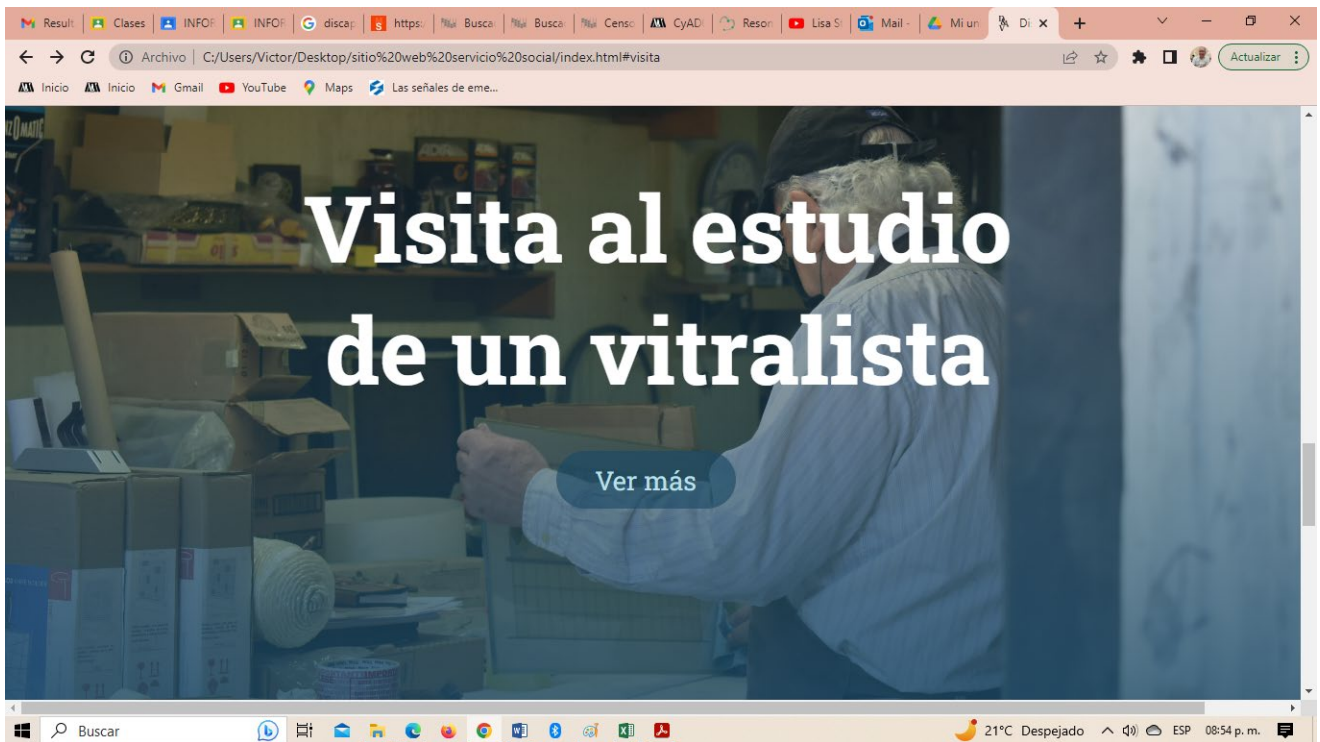 Result
Clases
INFOR
INFOR
discap
https:
Busca
Busca
Censo
CyAD
Reson
Lisa S
Mail -
Mi un
Di
Archivo
C:/Users/Victor/Desktop/sitio%20web%20servicio%20social/index.html#visita
Actualizar
Inicio
Inicio
Gmail
YouTube
Maps
Las señales de eme...
Visita al estudio
de un vitralista
Ver más
Buscar
21°C Despejado
ESP
08:54 p. m.